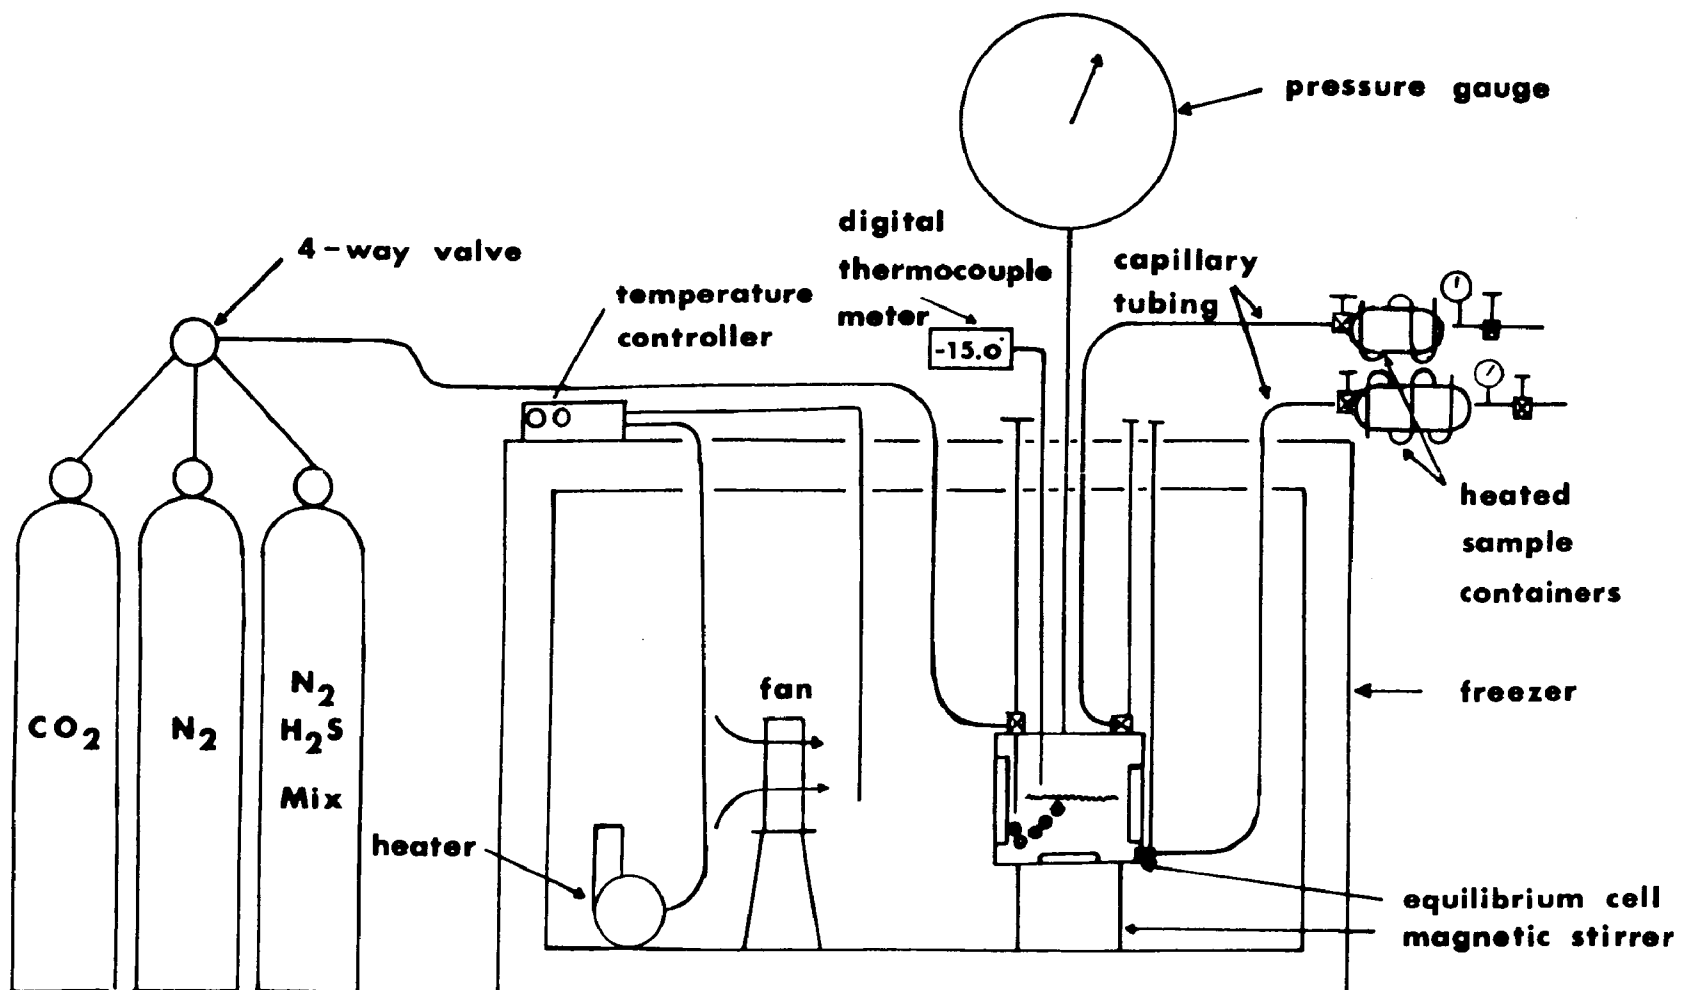 pressure gauge
digital
thermocouple
meter
4-way valve
capillary
tubing
temperature
controller
-15.0°
heated
sample
containers
freezer
fan
CO2
N2
N2
H2S
Mix
heater
equilibrium cell
magnetic stirrer